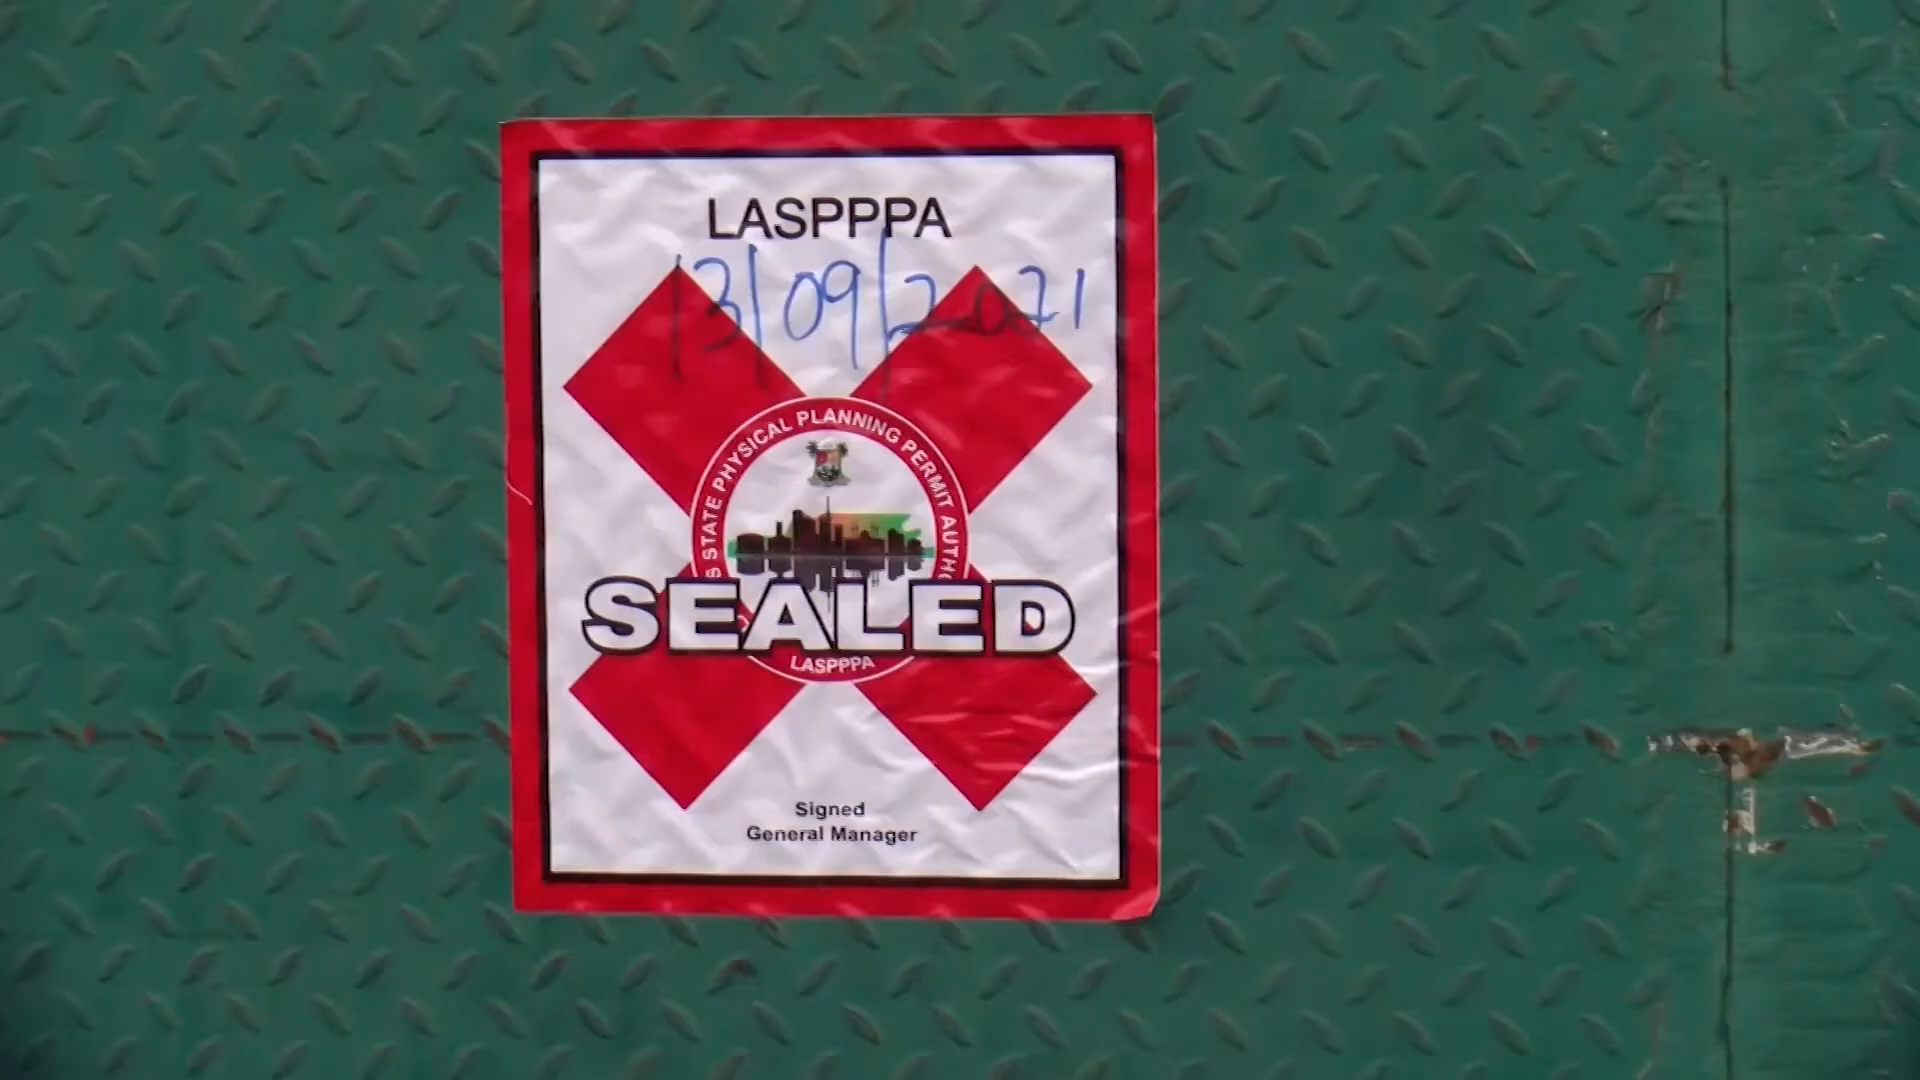 LASPPPA
13/09/2021
S STATE PHYSICAL PLANNING PERMIT AUTHO
SEALED
LASPPPA
Signed
General Manager